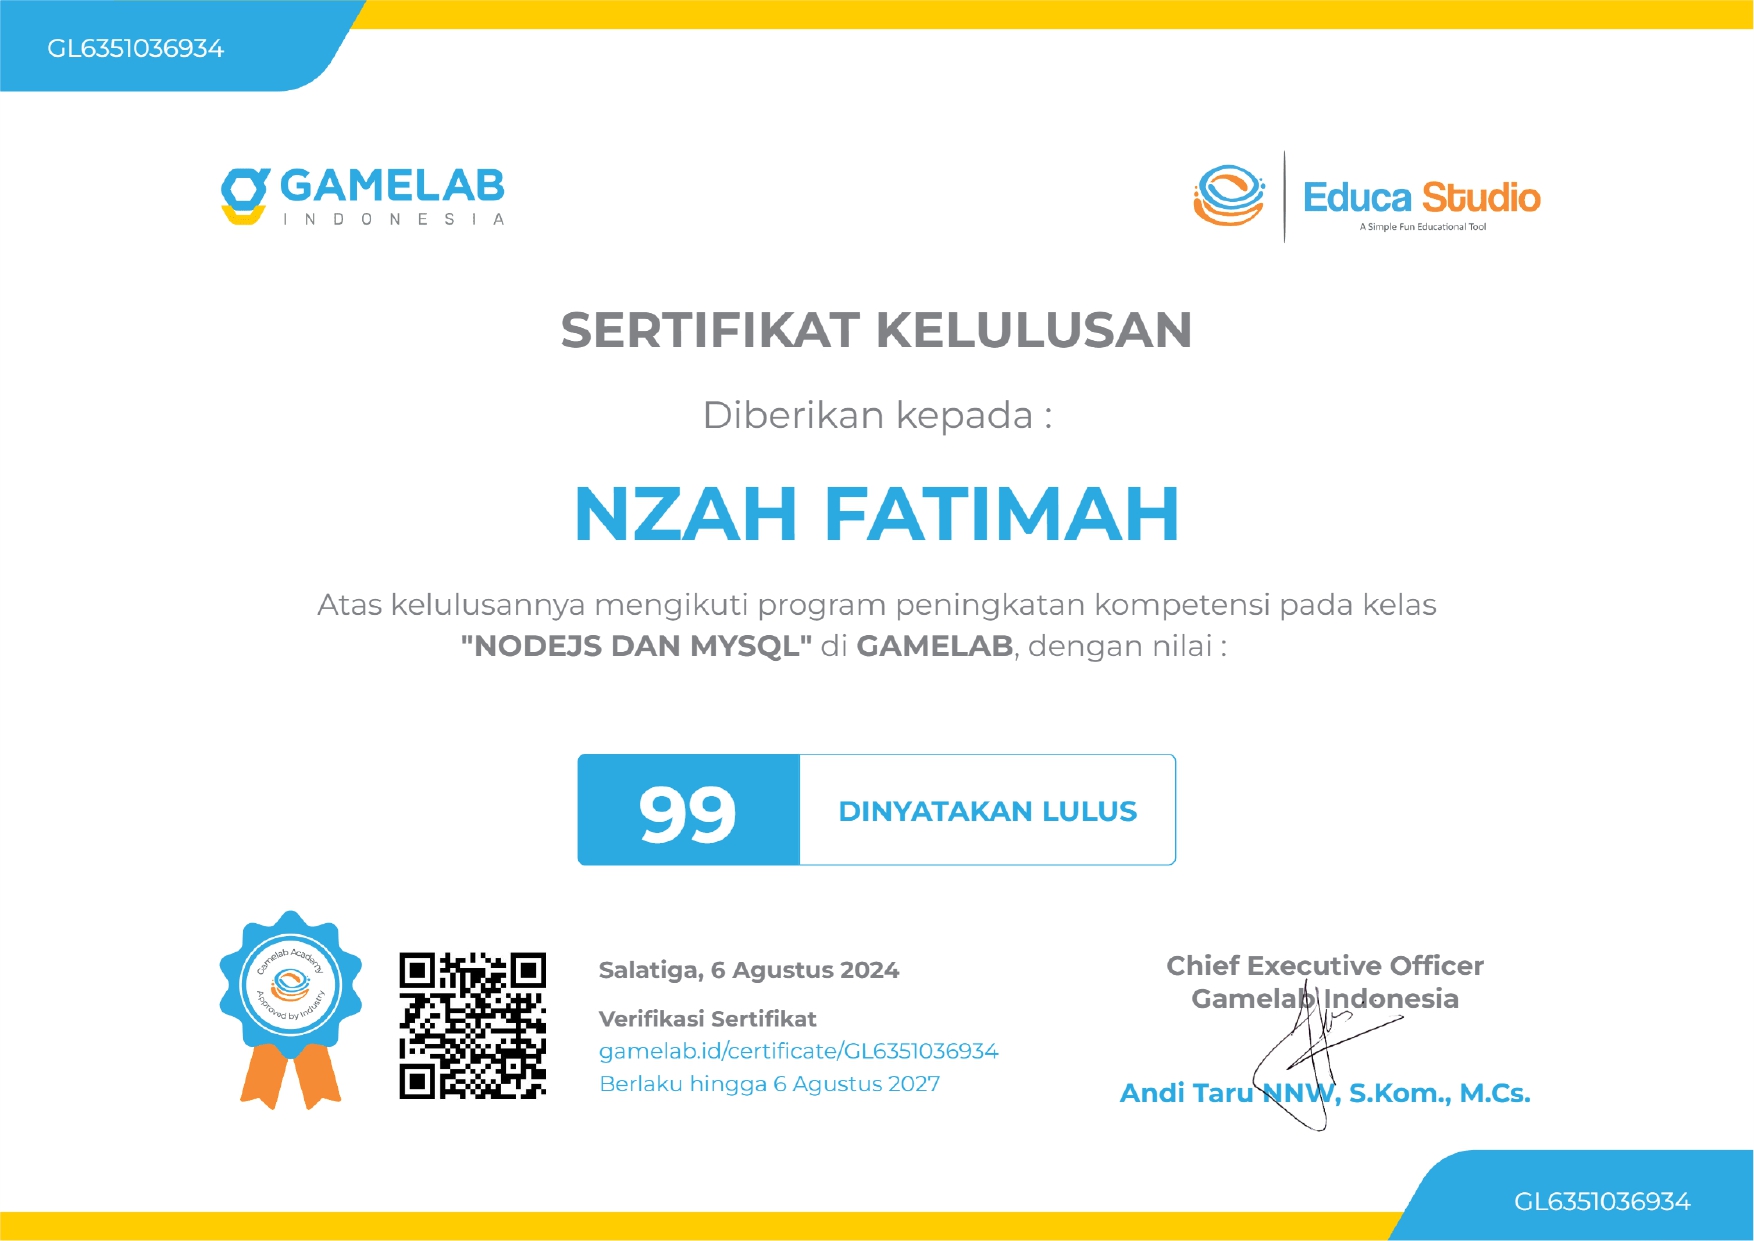 GL6351036934
GAMELAB
INDONESIA
Educa Studio
A Simple Fun Educational Tool
SERTIFIKAT KELULUSAN
Diberikan kepada :
NZAH FATIMAH
Atas kelulusannya mengikuti program peningkatan kompetensi pada kelas
"NODEJS DAN MYSQL" di GAMELAB, dengan nilai :
99
DINYATAKAN LULUS
Gamelab Academy
Approved by Industry
Salatiga, 6 Agustus 2024
Verifikasi Sertifikat
gamelab.id/certificate/GL6351036934
Berlaku hingga 6 Agustus 2027
Chief Executive Officer
Gamelab Indonesia
Andi Taru NNW, S.Kom., M.Cs.
GL6351036934